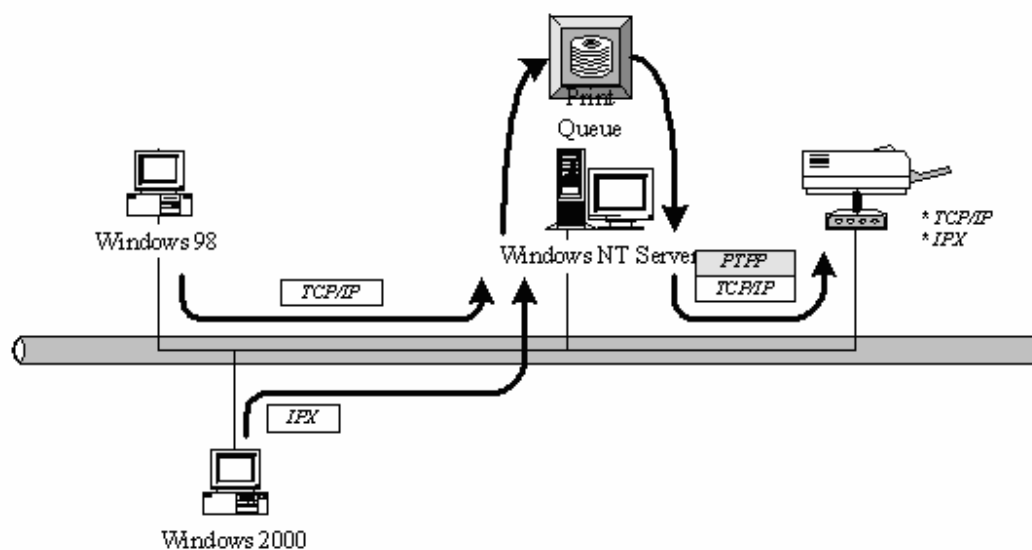 Print
Queue
Windows 98
Windows NT Server
* TCP/IP
* IPX
PTPP
TCP/IP
TCP/IP
IPX
Windows 2000